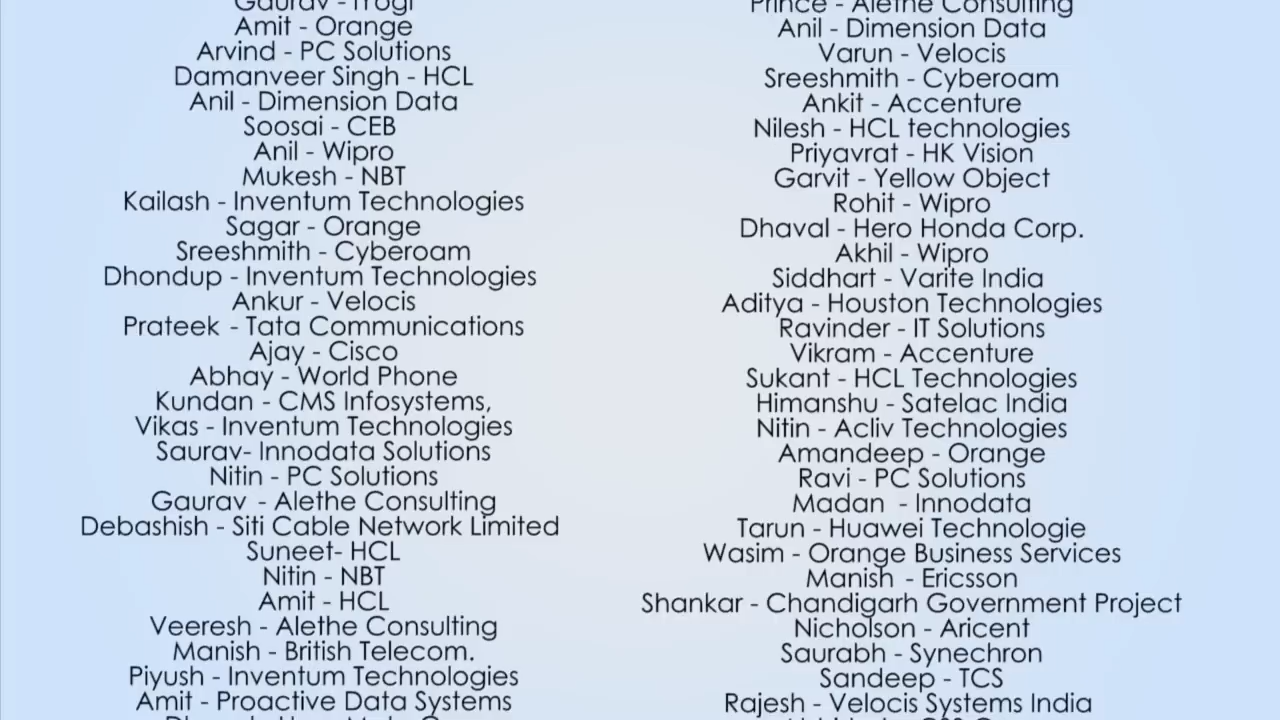 Gaurav - iYogi
Amit - Orange
Arvind - PC Solutions
Damanveer Singh - HCL
Anil - Dimension Data
Soosai - CEB
Anil - Wipro
Mukesh - NBT
Kailash - Inventum Technologies
Sagar - Orange
Sreeshmith - Cyberoam
Dhondup - Inventum Technologies
Ankur - Velocis
Prateek - Tata Communications
Ajay - Cisco
Abhay - World Phone
Kundan - CMS Infosystems,
Vikas - Inventum Technologies
Saurav- Innodata Solutions
Nitin - PC Solutions
Gaurav - Alethe Consulting
Debashish - Siti Cable Network Limited
Suneet- HCL
Nitin - NBT
Amit - HCL
Veeresh - Alethe Consulting
Manish - British Telecom.
Piyush - Inventum Technologies
Amit - Proactive Data Systems
Prince - Alethe Consulting
Anil - Dimension Data
Varun - Velocis
Sreeshmith - Cyberoam
Ankit - Accenture
Nilesh - HCL technologies
Priyavrat - HK Vision
Garvit - Yellow Object
Rohit - Wipro
Dhaval - Hero Honda Corp.
Akhil - Wipro
Siddhart - Varite India
Aditya - Houston Technologies
Ravinder - IT Solutions
Vikram - Accenture
Sukant - HCL Technologies
Himanshu - Satelac India
Nitin - Acliv Technologies
Amandeep - Orange
Ravi - PC Solutions
Madan - Innodata
Tarun - Huawei Technologie
Wasim - Orange Business Services
Manish - Ericsson
Shankar - Chandigarh Government Project
Nicholson - Aricent
Saurabh - Synechron
Sandeep - TCS
Rajesh - Velocis Systems India